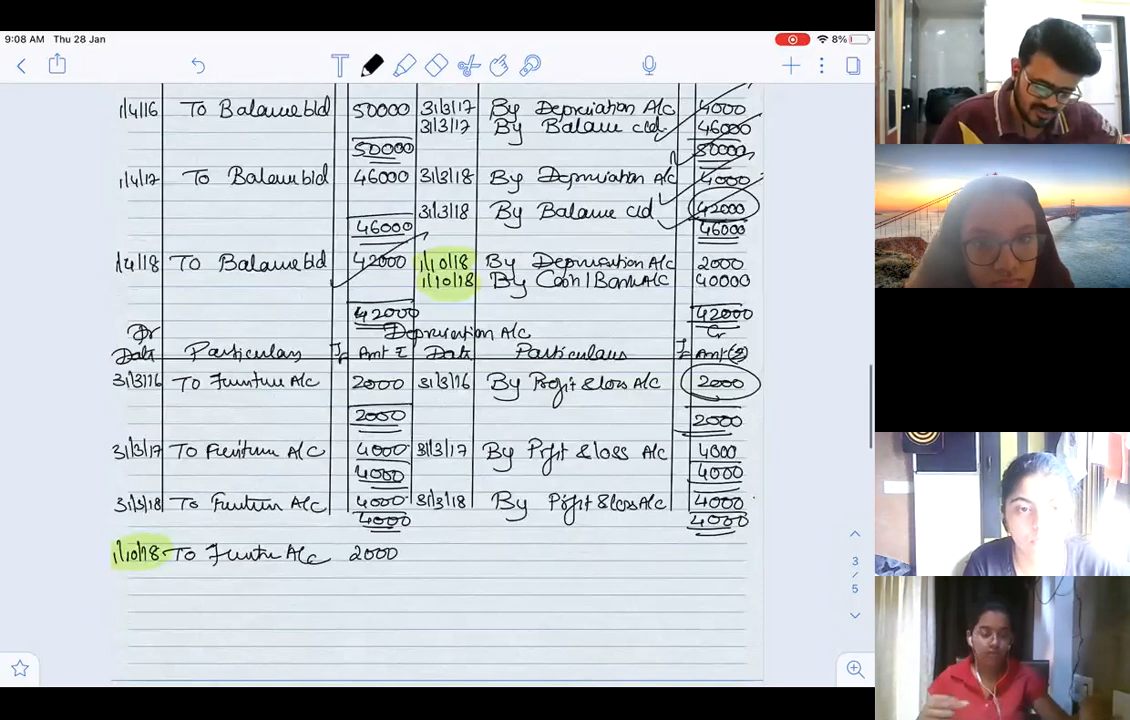 9:08 AM Thu 28 Jan 8%
1/4/16 To Balance b/d 50000 31/3/17 By Depreciation A/c 4000
31/3/17 By Balance c/d 46000
50000 50000
1/4/17 To Balance b/d 46000 31/3/18 By Depreciation A/c 4000
31/3/18 By Balance c/d 42000
46000 46000
1/4/18 To Balance b/d 42000 1/10/18 By Depreciation A/c 2000
1/10/18 By Cash/Bank A/c 40000
42000 42000
Dr Depreciation A/c Cr
Date Particulars Jf Amt ₹ Date Particulars Jf Amt(₹)
31/3/16 To Furniture A/c 2000 31/3/16 By Profit & loss A/c 2000
2000 2000
31/3/17 To Furniture A/c 4000 31/3/17 By Profit & loss A/c 4000
4000 4000
31/3/18 To Furniture A/c 4000 31/3/18 By Profit & loss A/c 4000
4000 4000
1/10/18 To Furniture A/c 2000
3
/
5